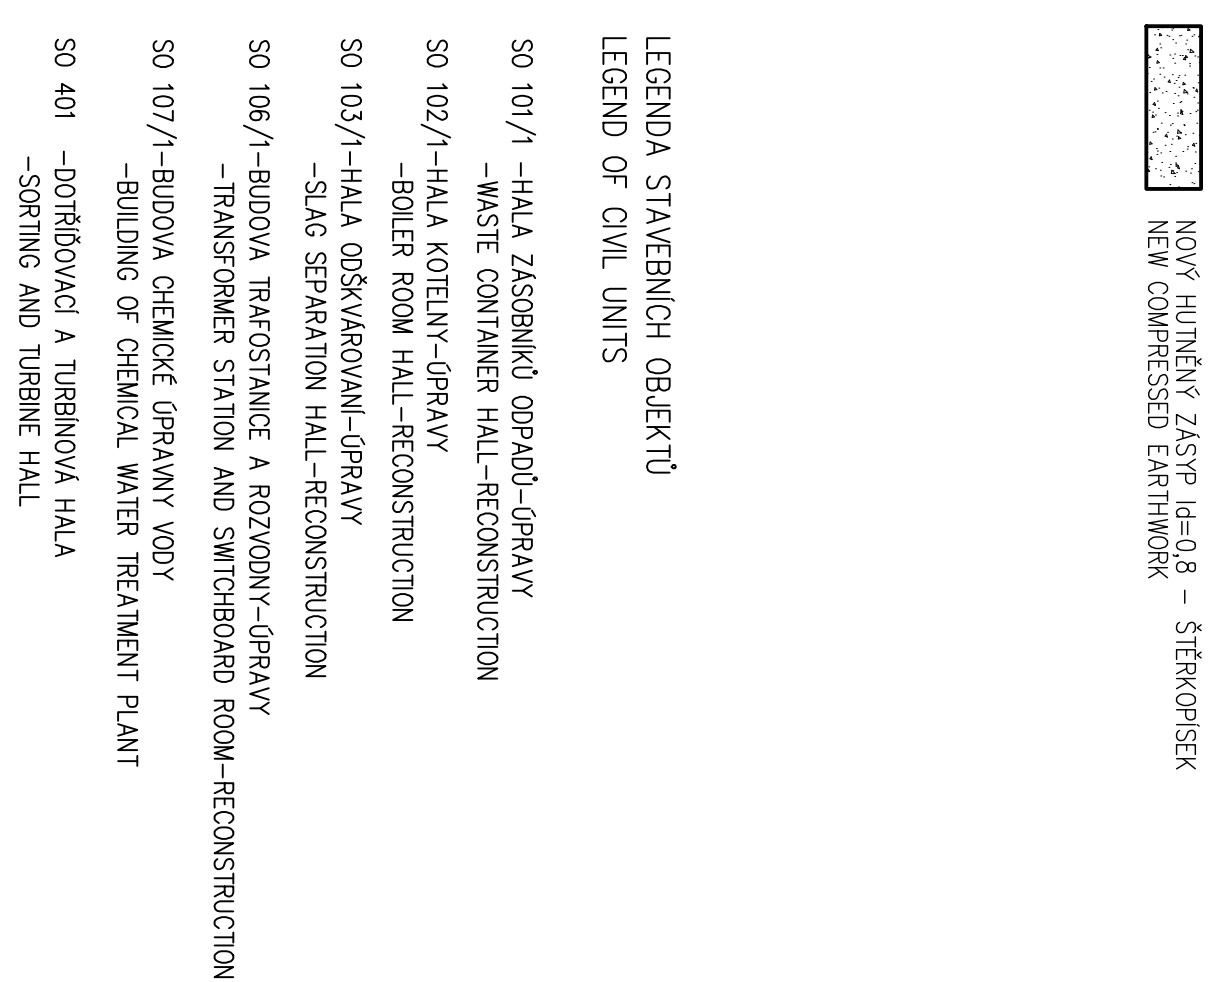 NOVÝ HUTNĚNÝ ZÁSYP Id=0,8 – ŠTĚRKOPÍSEK
NEW COMPRESSED EARTHWORK
LEGENDA STAVEBNÍCH OBJEKTŮ
LEGEND OF CIVIL UNITS
SO 101/1 –HALA ZÁSOBNÍKŮ ODPADŮ–ÚPRAVY
–WASTE CONTAINER HALL–RECONSTRUCTION
SO 102/1–HALA KOTELNY–ÚPRAVY
–BOILER ROOM HALL–RECONSTRUCTION
SO 103/1–HALA ODŠKVÁROVANÍ–ÚPRAVY
–SLAG SEPARATION HALL–RECONSTRUCTION
SO 106/1–BUDOVA TRAFOSTANICE A ROZVODNY–ÚPRAVY
–TRANSFORMER STATION AND SWITCHBOARD ROOM–RECONSTRUCTION
SO 107/1–BUDOVA CHEMICKÉ ÚPRAVNY VODY
–BUILDING OF CHEMICAL WATER TREATMENT PLANT
SO 401 –DOTŘÍĎOVACÍ A TURBÍNOVÁ HALA
–SORTING AND TURBINE HALL